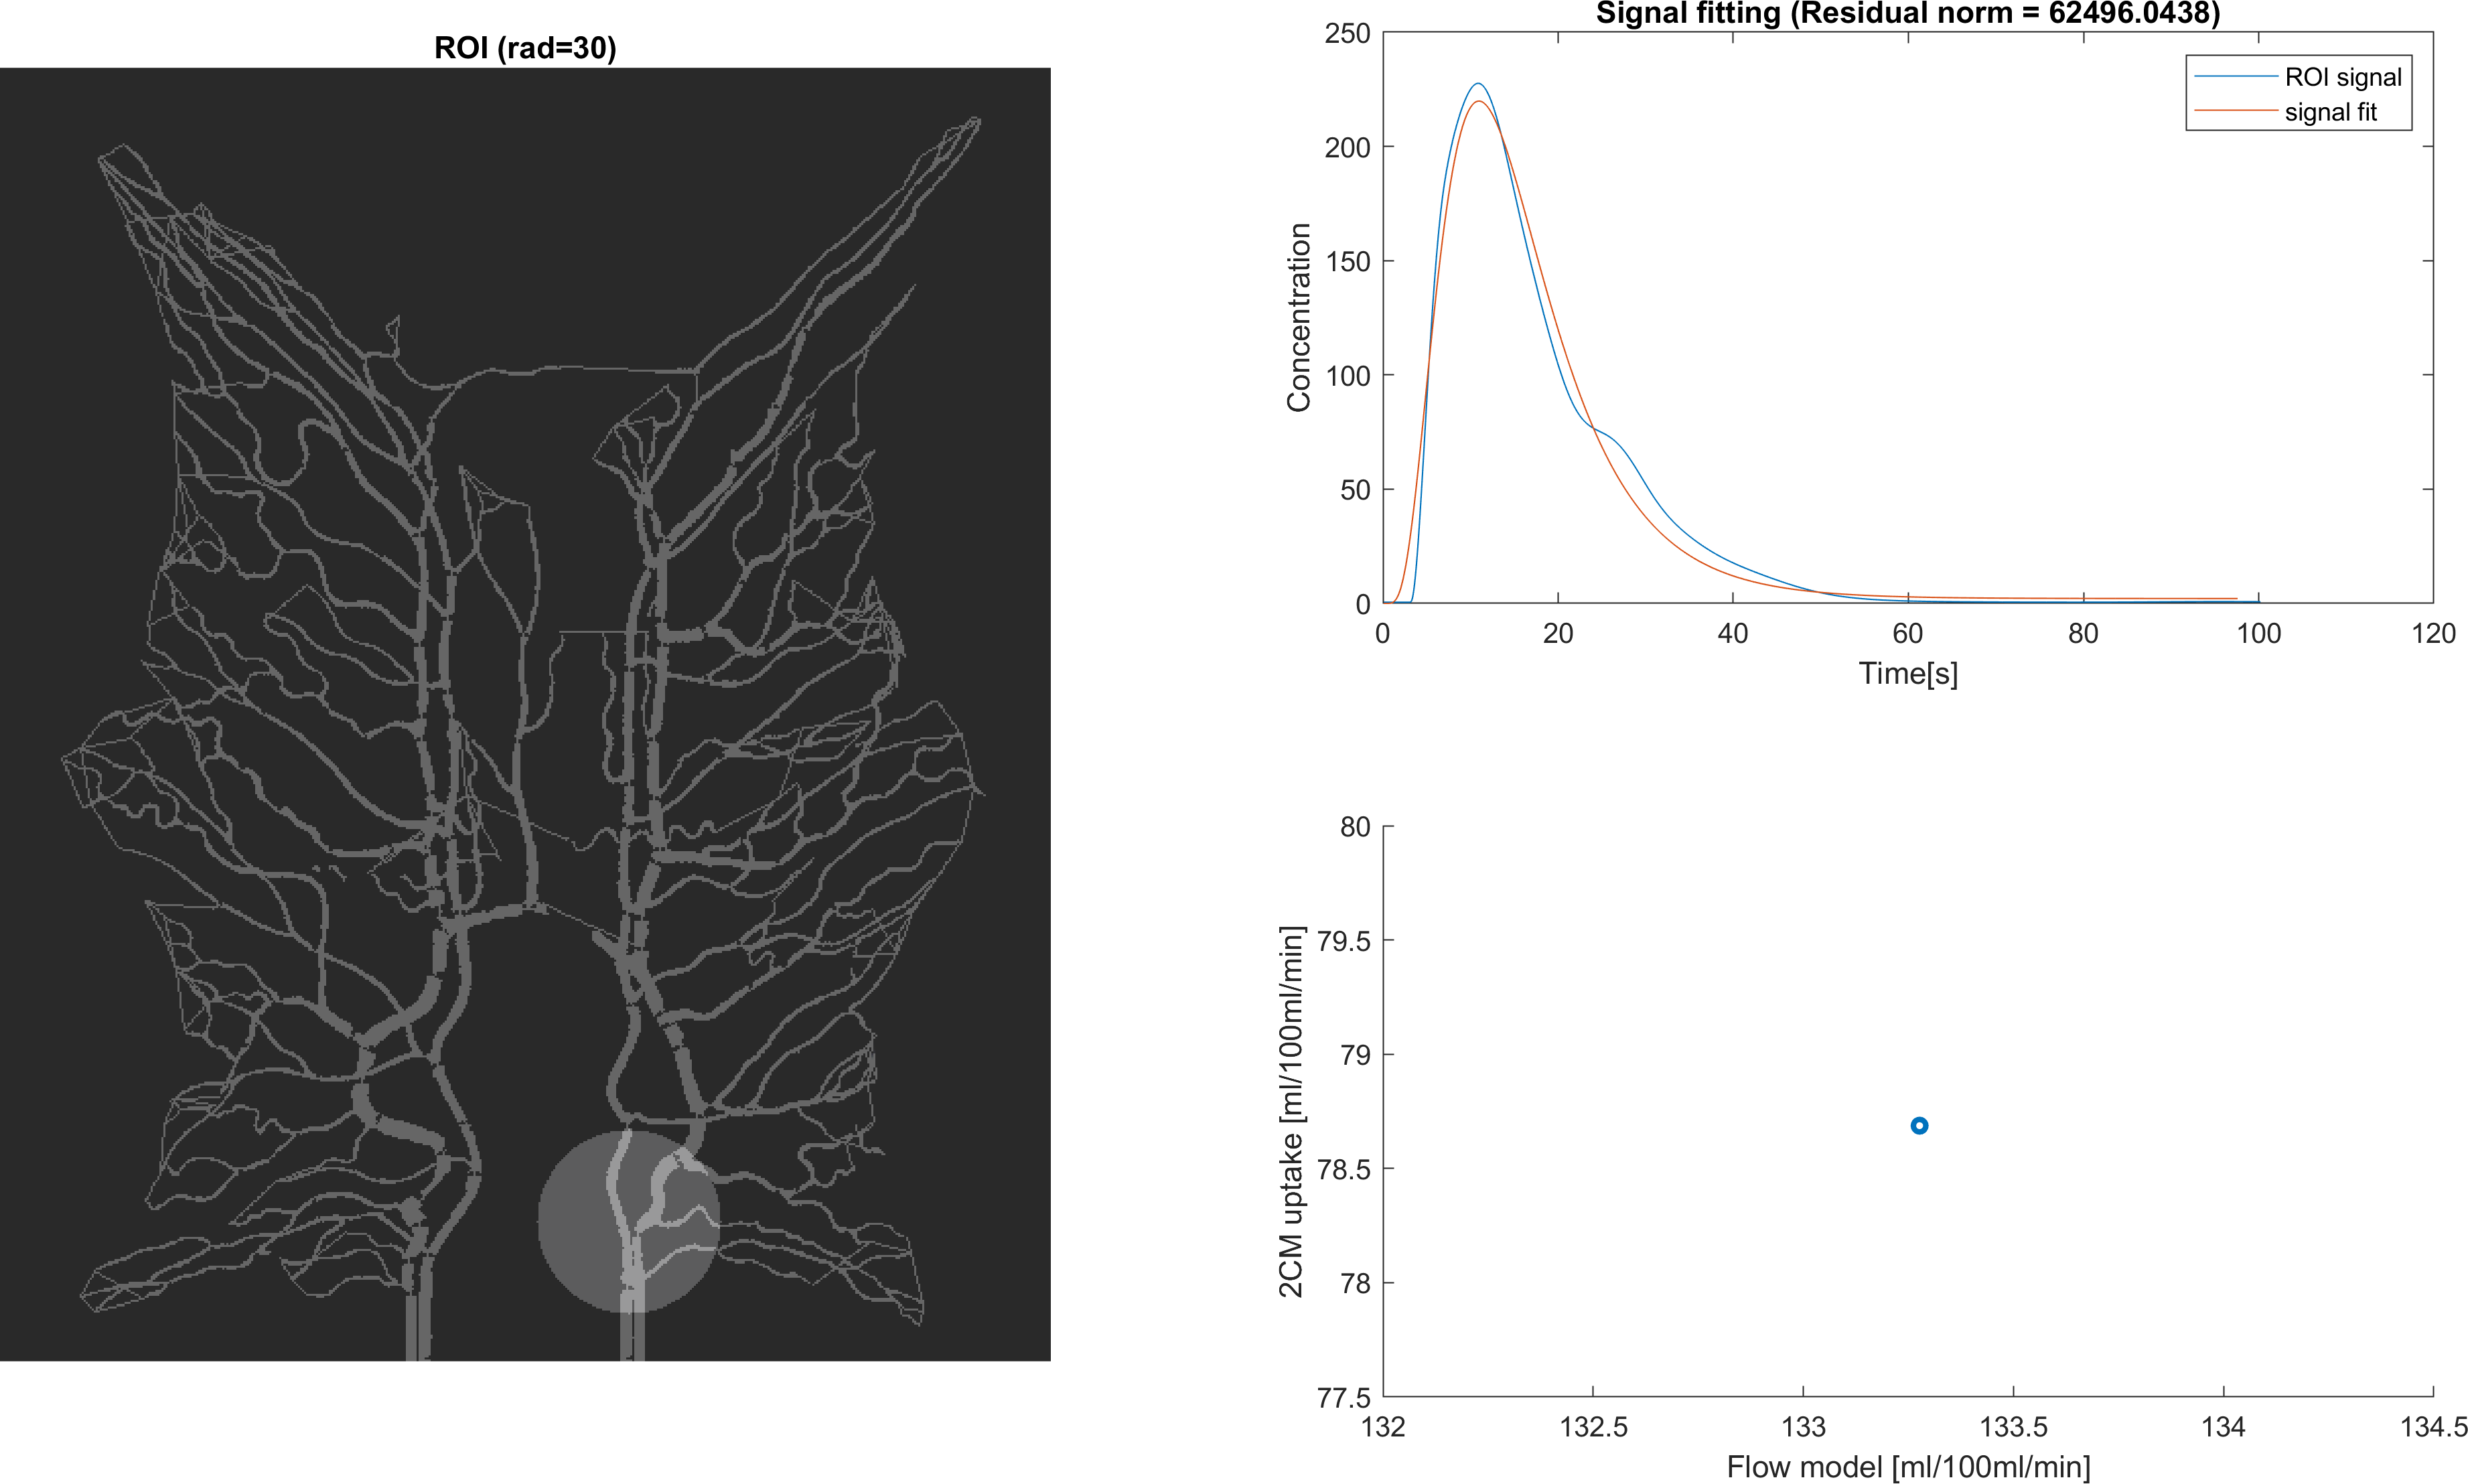 ROI (rad=30)
Signal fitting (Residual norm = 62496.0438)
250
200
150
100
50
0
Concentration
ROI signal
signal fit
0 20 40 60 80 100 120
Time[s]
80
79.5
79
78.5
78
77.5
2CM uptake [ml/100ml/min]
132 132.5 133 133.5 134 134.5
Flow model [ml/100ml/min]